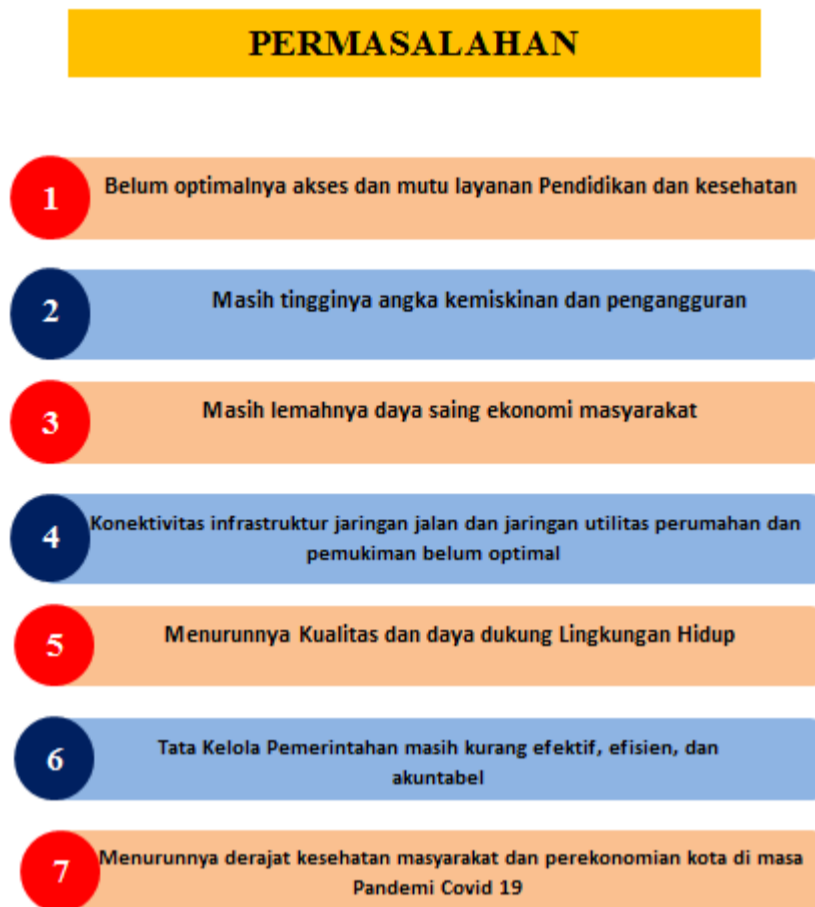 PERMASALAHAN
1
Belum optimalnya akses dan mutu layanan Pendidikan dan kesehatan
2
Masih tingginya angka kemiskinan dan pengangguran
3
Masih lemahnya daya saing ekonomi masyarakat
4
Konektivitas infrastruktur jaringan jalan dan jaringan utilitas perumahan dan
pemukiman belum optimal
5
Menurunnya Kualitas dan daya dukung Lingkungan Hidup
6
Tata Kelola Pemerintahan masih kurang efektif, efisien, dan
akuntabel
7
Menurunnya derajat kesehatan masyarakat dan perekonomian kota di masa
Pandemi Covid 19